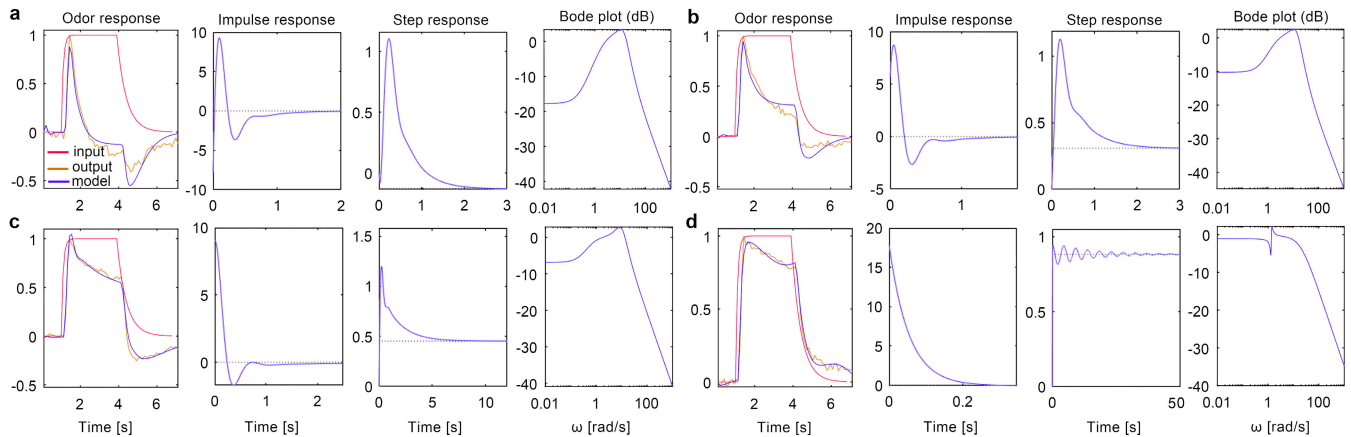 a Odor response Impulse response Step response Bode plot (dB) b Odor response Impulse response Step response Bode plot (dB)
1
0.5
0
-0.5
input
output
model
2 4 6
10
5
0
-5
-10
0 1 2
1
0.5
0
0 1 2 3
0
-10
-20
-30
-40
0.01 1 100
1
0.5
0
-0.5
2 4 6
10
5
0
-5
0 1
1
0.5
0
0 1 2 3
0
-10
-20
-30
-40
0.01 1 100
c
1
0.5
0
-0.5
2 4 6
Time [s]
10
5
0
0 1 2
Time [s]
1.5
1
0.5
0
0 5 10
Time [s]
0
-10
-20
-30
-40
0.01 1 100
ω [rad/s]
d
1
0.5
0
2 4 6
Time [s]
20
15
10
5
0
0 0.2
Time [s]
1
0.5
0
0 50
Time [s]
0
-10
-20
-30
-40
0.01 1 100
ω [rad/s]